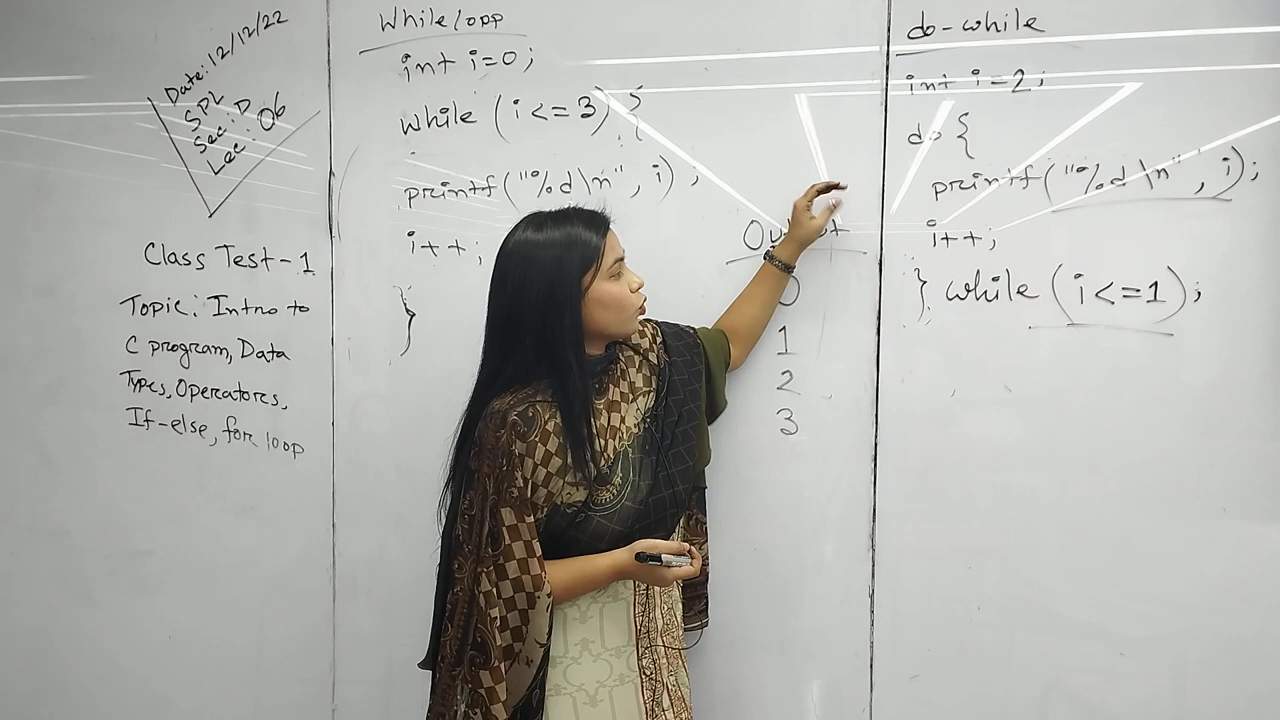 Date: 12/12/22
SPL
Sec: D
Lec: 06
Class Test-1
Topic: Intro to
C program, Data
Types, Operators,
If-else, for loop
While loop
int i=0;
while (i<=3) {
printf("%d\n", i);
i++;
}
0
1
2
3
do-while
int i=2;
do {
printf("%d\n", i);
i++;
} while (i<=1);